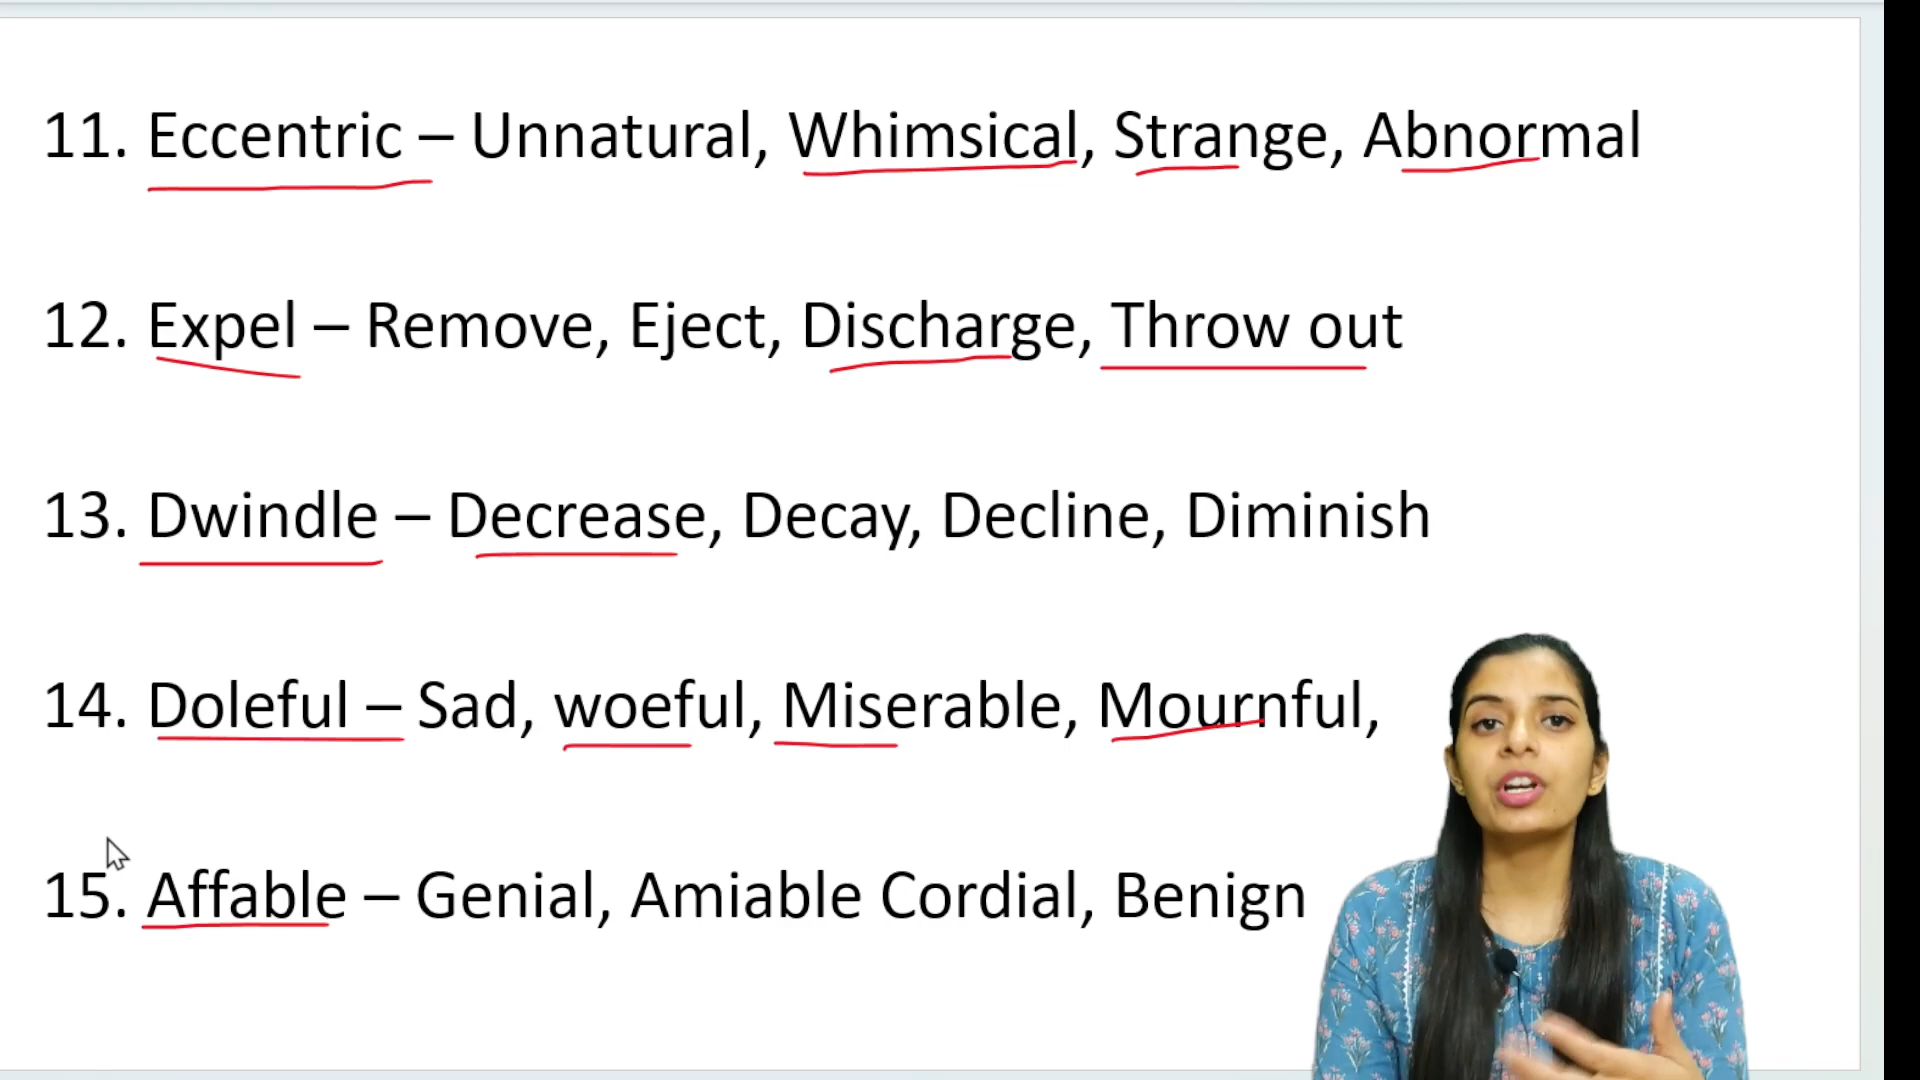 11. Eccentric – Unnatural, Whimsical, Strange, Abnormal
12. Expel – Remove, Eject, Discharge, Throw out
13. Dwindle – Decrease, Decay, Decline, Diminish
14. Doleful – Sad, woeful, Miserable, Mournful,
15. Affable – Genial, Amiable Cordial, Benign